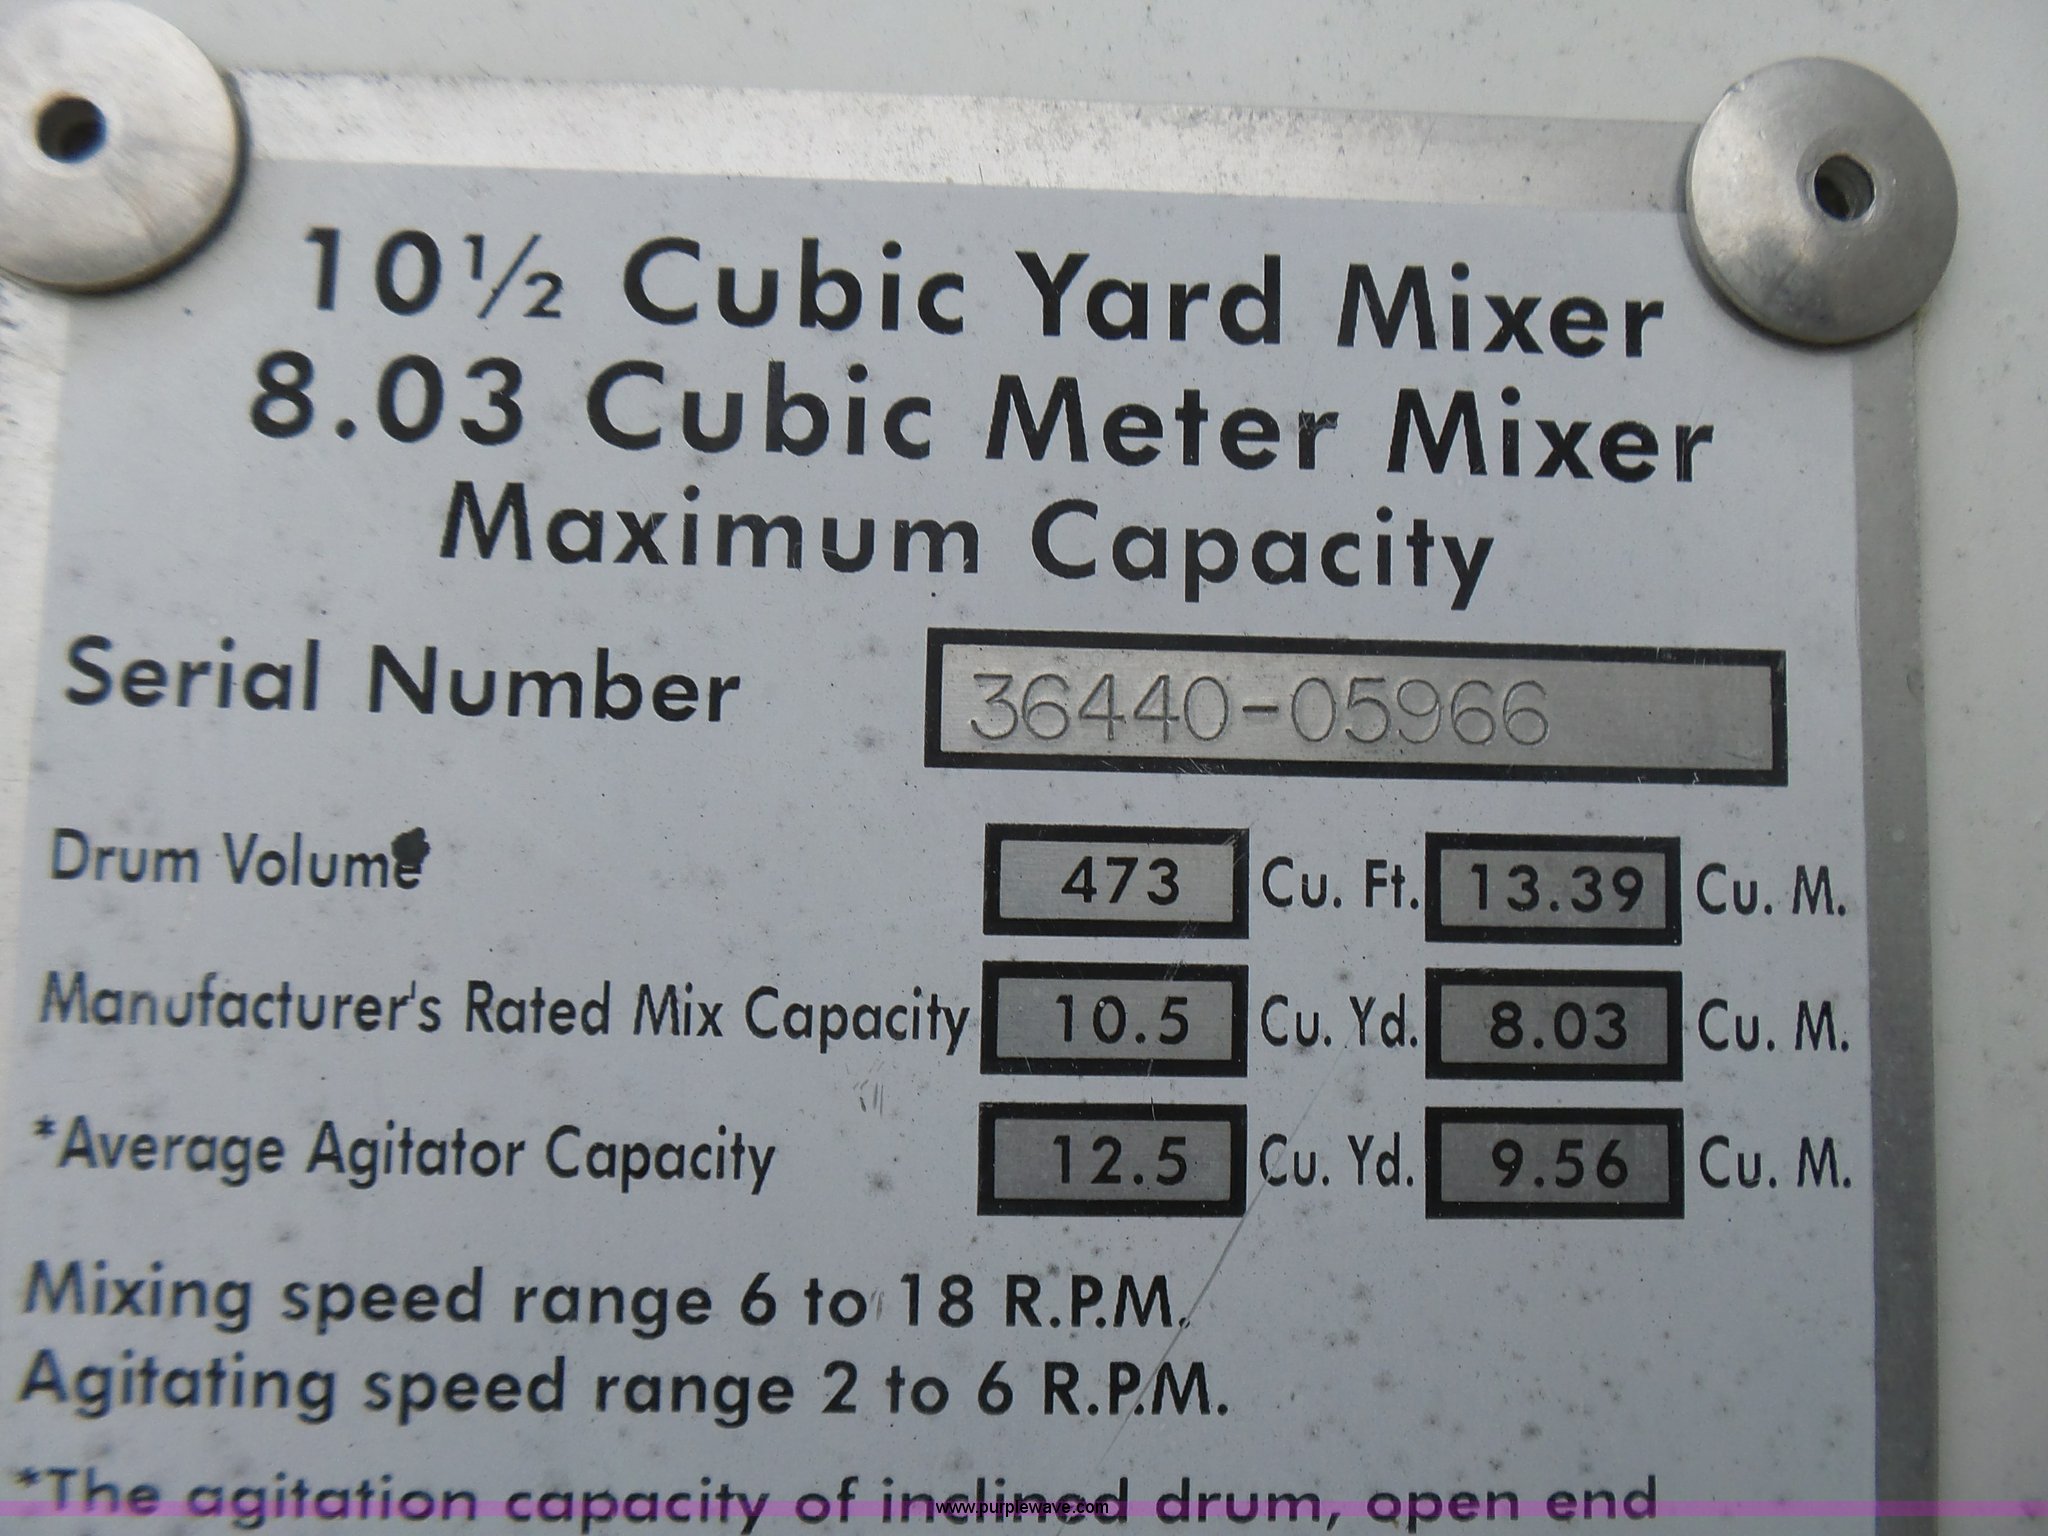 10½ Cubic Yard Mixer
8.03 Cubic Meter Mixer
Maximum Capacity
Serial Number 36440-05966
Drum Volume 473 Cu. Ft. 13.39 Cu. M.
Manufacturer's Rated Mix Capacity 10.5 Cu. Yd. 8.03 Cu. M.
*Average Agitator Capacity 12.5 Cu. Yd. 9.56 Cu. M.
Mixing speed range 6 to 18 R.P.M.
Agitating speed range 2 to 6 R.P.M.
*The agitation capacity of inclined drum, open end
www.purplewave.com